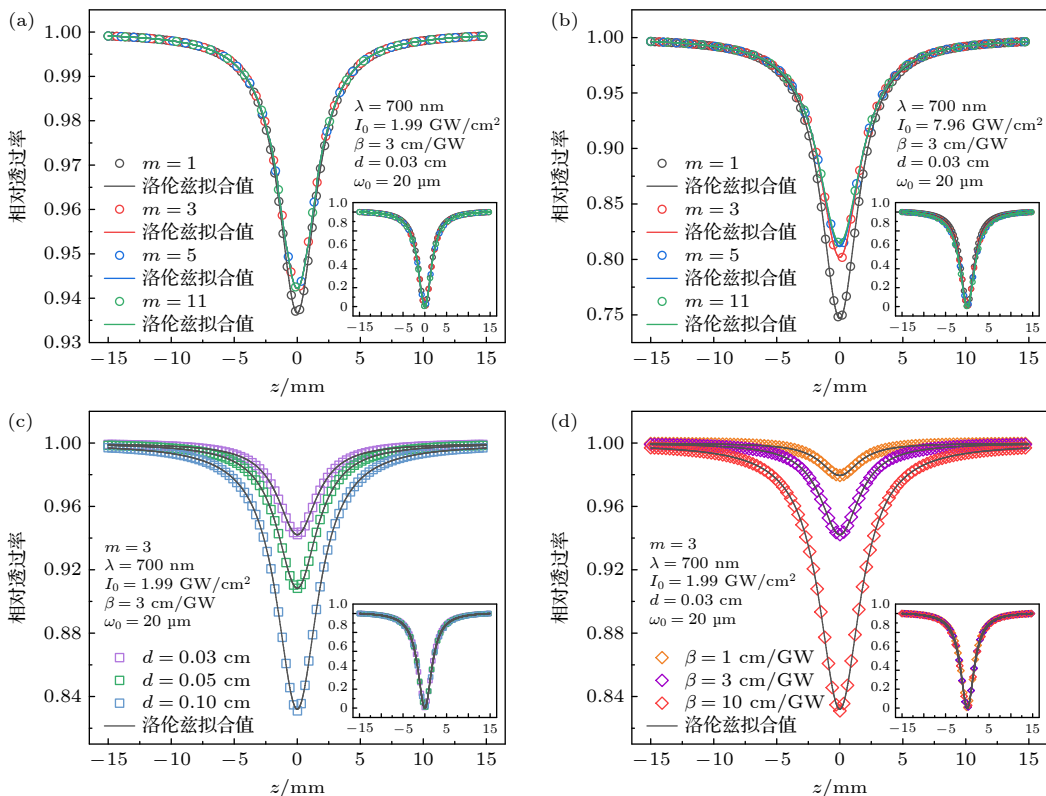 (a)
1.00
0.99
0.98
0.97
0.96
0.95
0.94
0.93
相对透过率
λ = 700 nm
I₀ = 1.99 GW/cm²
β = 3 cm/GW
d = 0.03 cm
ω₀ = 20 µm
m = 1
洛伦兹拟合值
m = 3
洛伦兹拟合值
m = 5
洛伦兹拟合值
m = 11
洛伦兹拟合值
1.0
0.8
0.6
0.4
0.2
0
−15 −5 0 5 15
−15 −10 −5 0 5 10 15
z/mm
(b)
1.00
0.95
0.90
0.85
0.80
0.75
相对透过率
λ = 700 nm
I₀ = 7.96 GW/cm²
β = 3 cm/GW
d = 0.03 cm
ω₀ = 20 µm
m = 1
洛伦兹拟合值
m = 3
洛伦兹拟合值
m = 5
洛伦兹拟合值
m = 11
洛伦兹拟合值
1.0
0.8
0.6
0.4
0.2
0
−15 −5 0 5 15
−15 −10 −5 0 5 10 15
z/mm
(c)
1.00
0.96
0.92
0.88
0.84
相对透过率
m = 3
λ = 700 nm
I₀ = 1.99 GW/cm²
β = 3 cm/GW
ω₀ = 20 µm
d = 0.03 cm
d = 0.05 cm
d = 0.10 cm
洛伦兹拟合值
1.0
0.8
0.6
0.4
0.2
0
−15 −5 0 5 15
−15 −10 −5 0 5 10 15
z/mm
(d)
1.00
0.96
0.92
0.88
0.84
相对透过率
m = 3
λ = 700 nm
I₀ = 1.99 GW/cm²
d = 0.03 cm
ω₀ = 20 µm
β = 1 cm/GW
β = 3 cm/GW
β = 10 cm/GW
洛伦兹拟合值
1.0
0.8
0.6
0.4
0.2
0
−15 −5 0 5 15
−15 −10 −5 0 5 10 15
z/mm